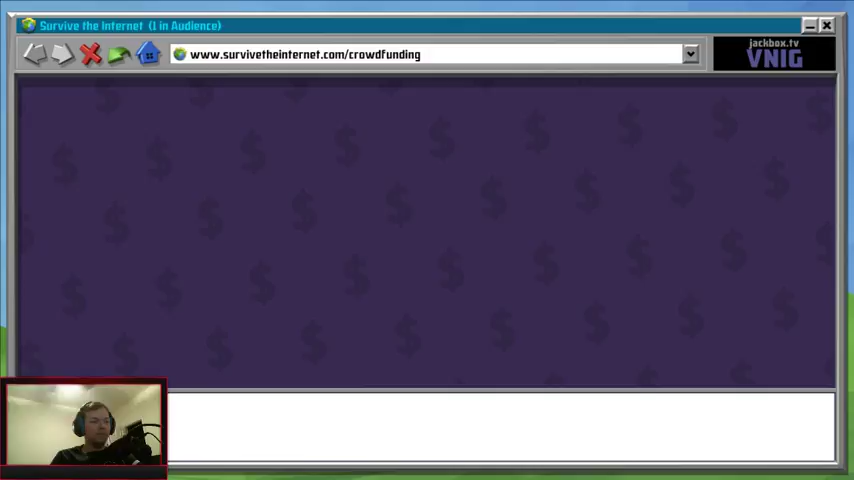 Survive the Internet (1 in Audience)
www.survivetheinternet.com/crowdfunding
jackbox.tv
VNIG